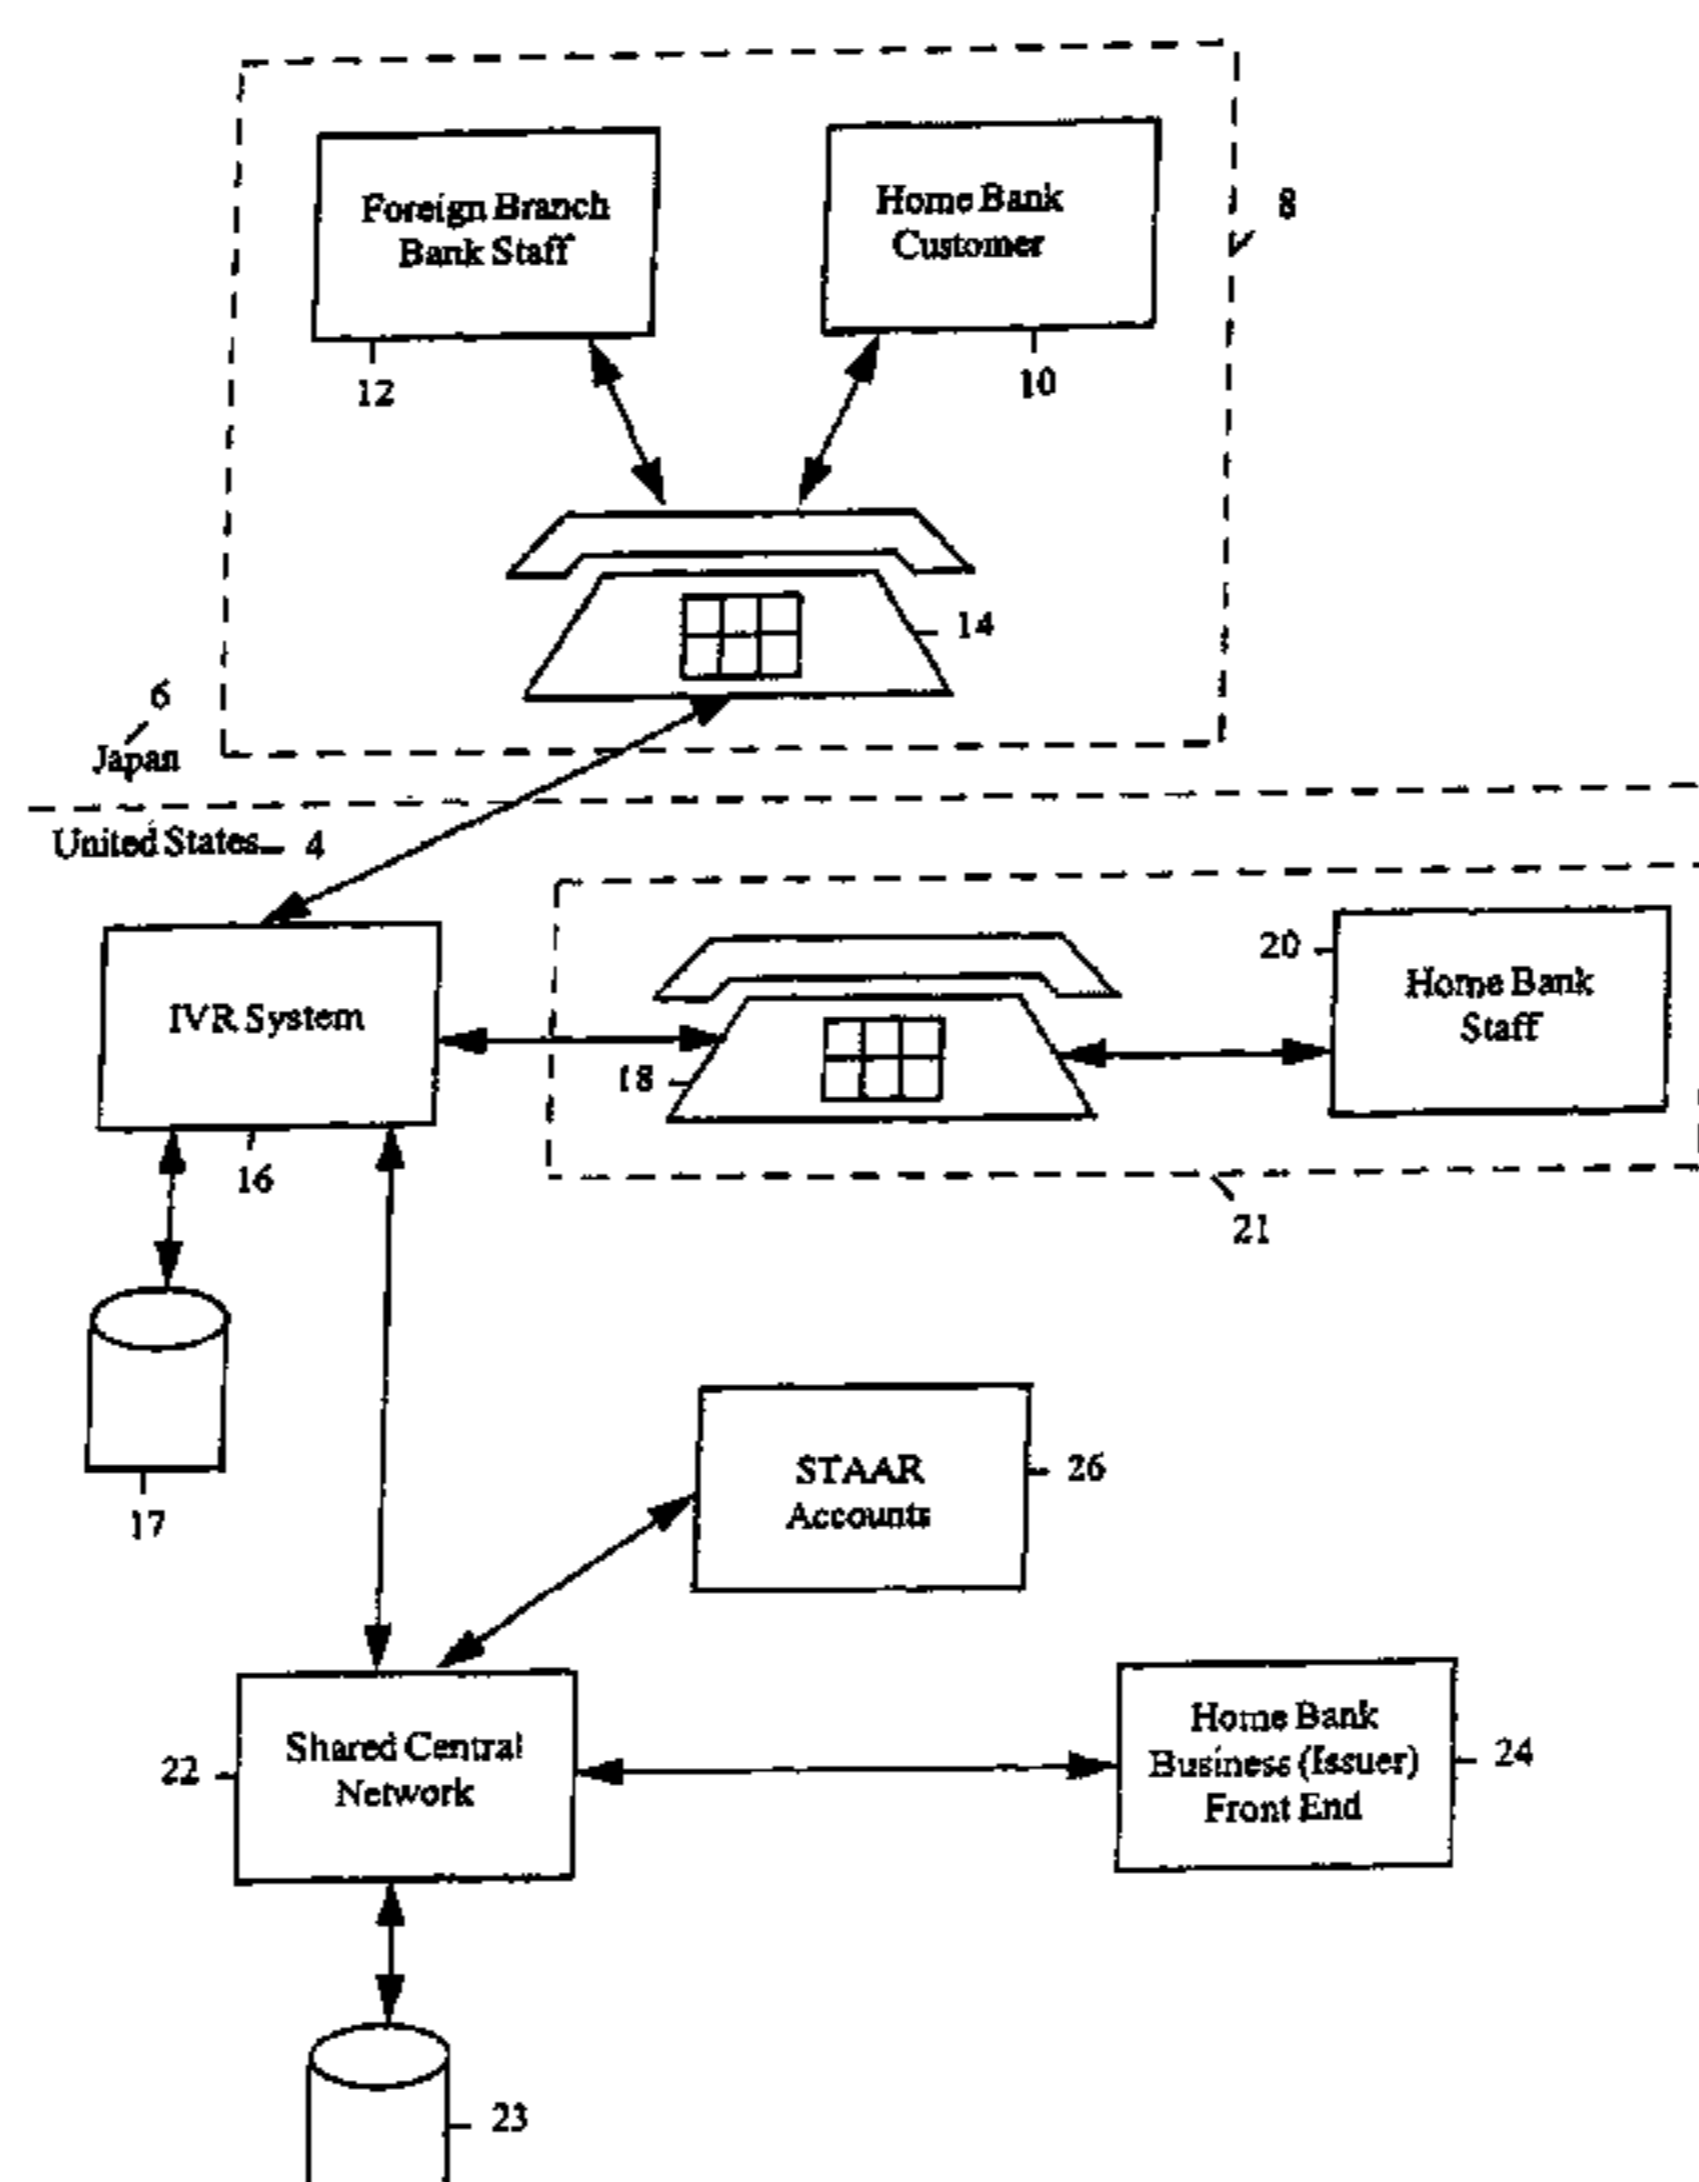 Foreign Branch
Bank Staff
Home Bank
Customer
8
12
10
14
6
Japan
United States
4
IVR System
20
Home Bank
Staff
18
16
21
17
STAAR
Accounts
26
Shared Central
Network
22
Home Bank
Business (Issuer)
Front End
24
23